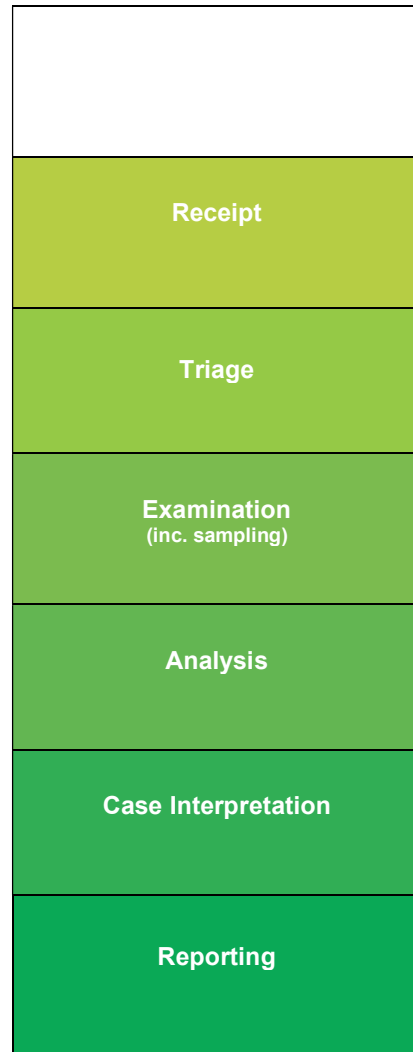 Receipt
Triage
Examination
(inc. sampling)
Analysis
Case Interpretation
Reporting